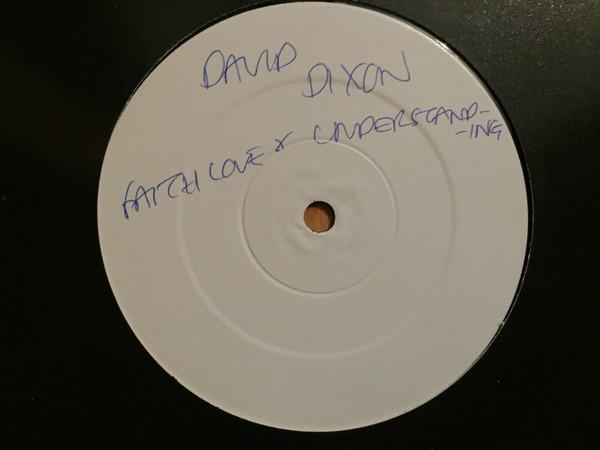 DAVID DIXON
FAITH LOVE & UNDERSTAND-
-ING